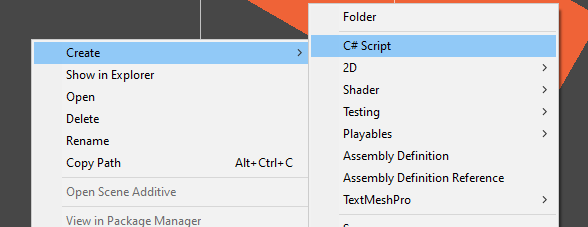 Create
Show in Explorer
Open
Delete
Rename
Copy Path Alt+Ctrl+C
Open Scene Additive
View in Package Manager
Folder
C# Script
2D
Shader
Testing
Playables
Assembly Definition
Assembly Definition Reference
TextMeshPro